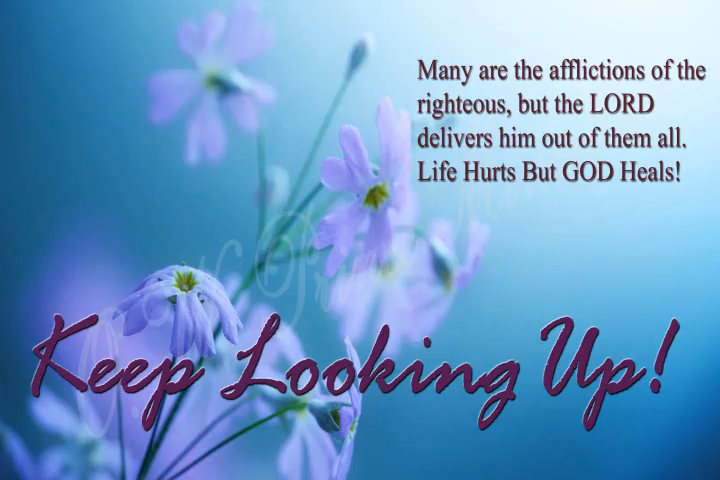 Many are the afflictions of the
righteous, but the LORD
delivers him out of them all.
Life Hurts But GOD Heals!
Keep Looking Up!